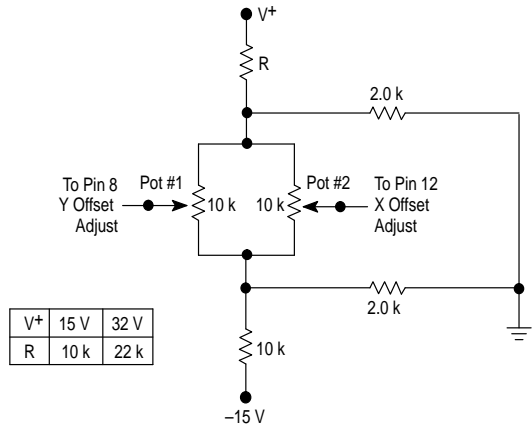 V+
R
2.0 k
To Pin 8
Y Offset
Adjust
Pot #1
10 k
10 k
Pot #2
To Pin 12
X Offset
Adjust
2.0 k
V+ 15 V 32 V
R 10 k 22 k
10 k
–15 V